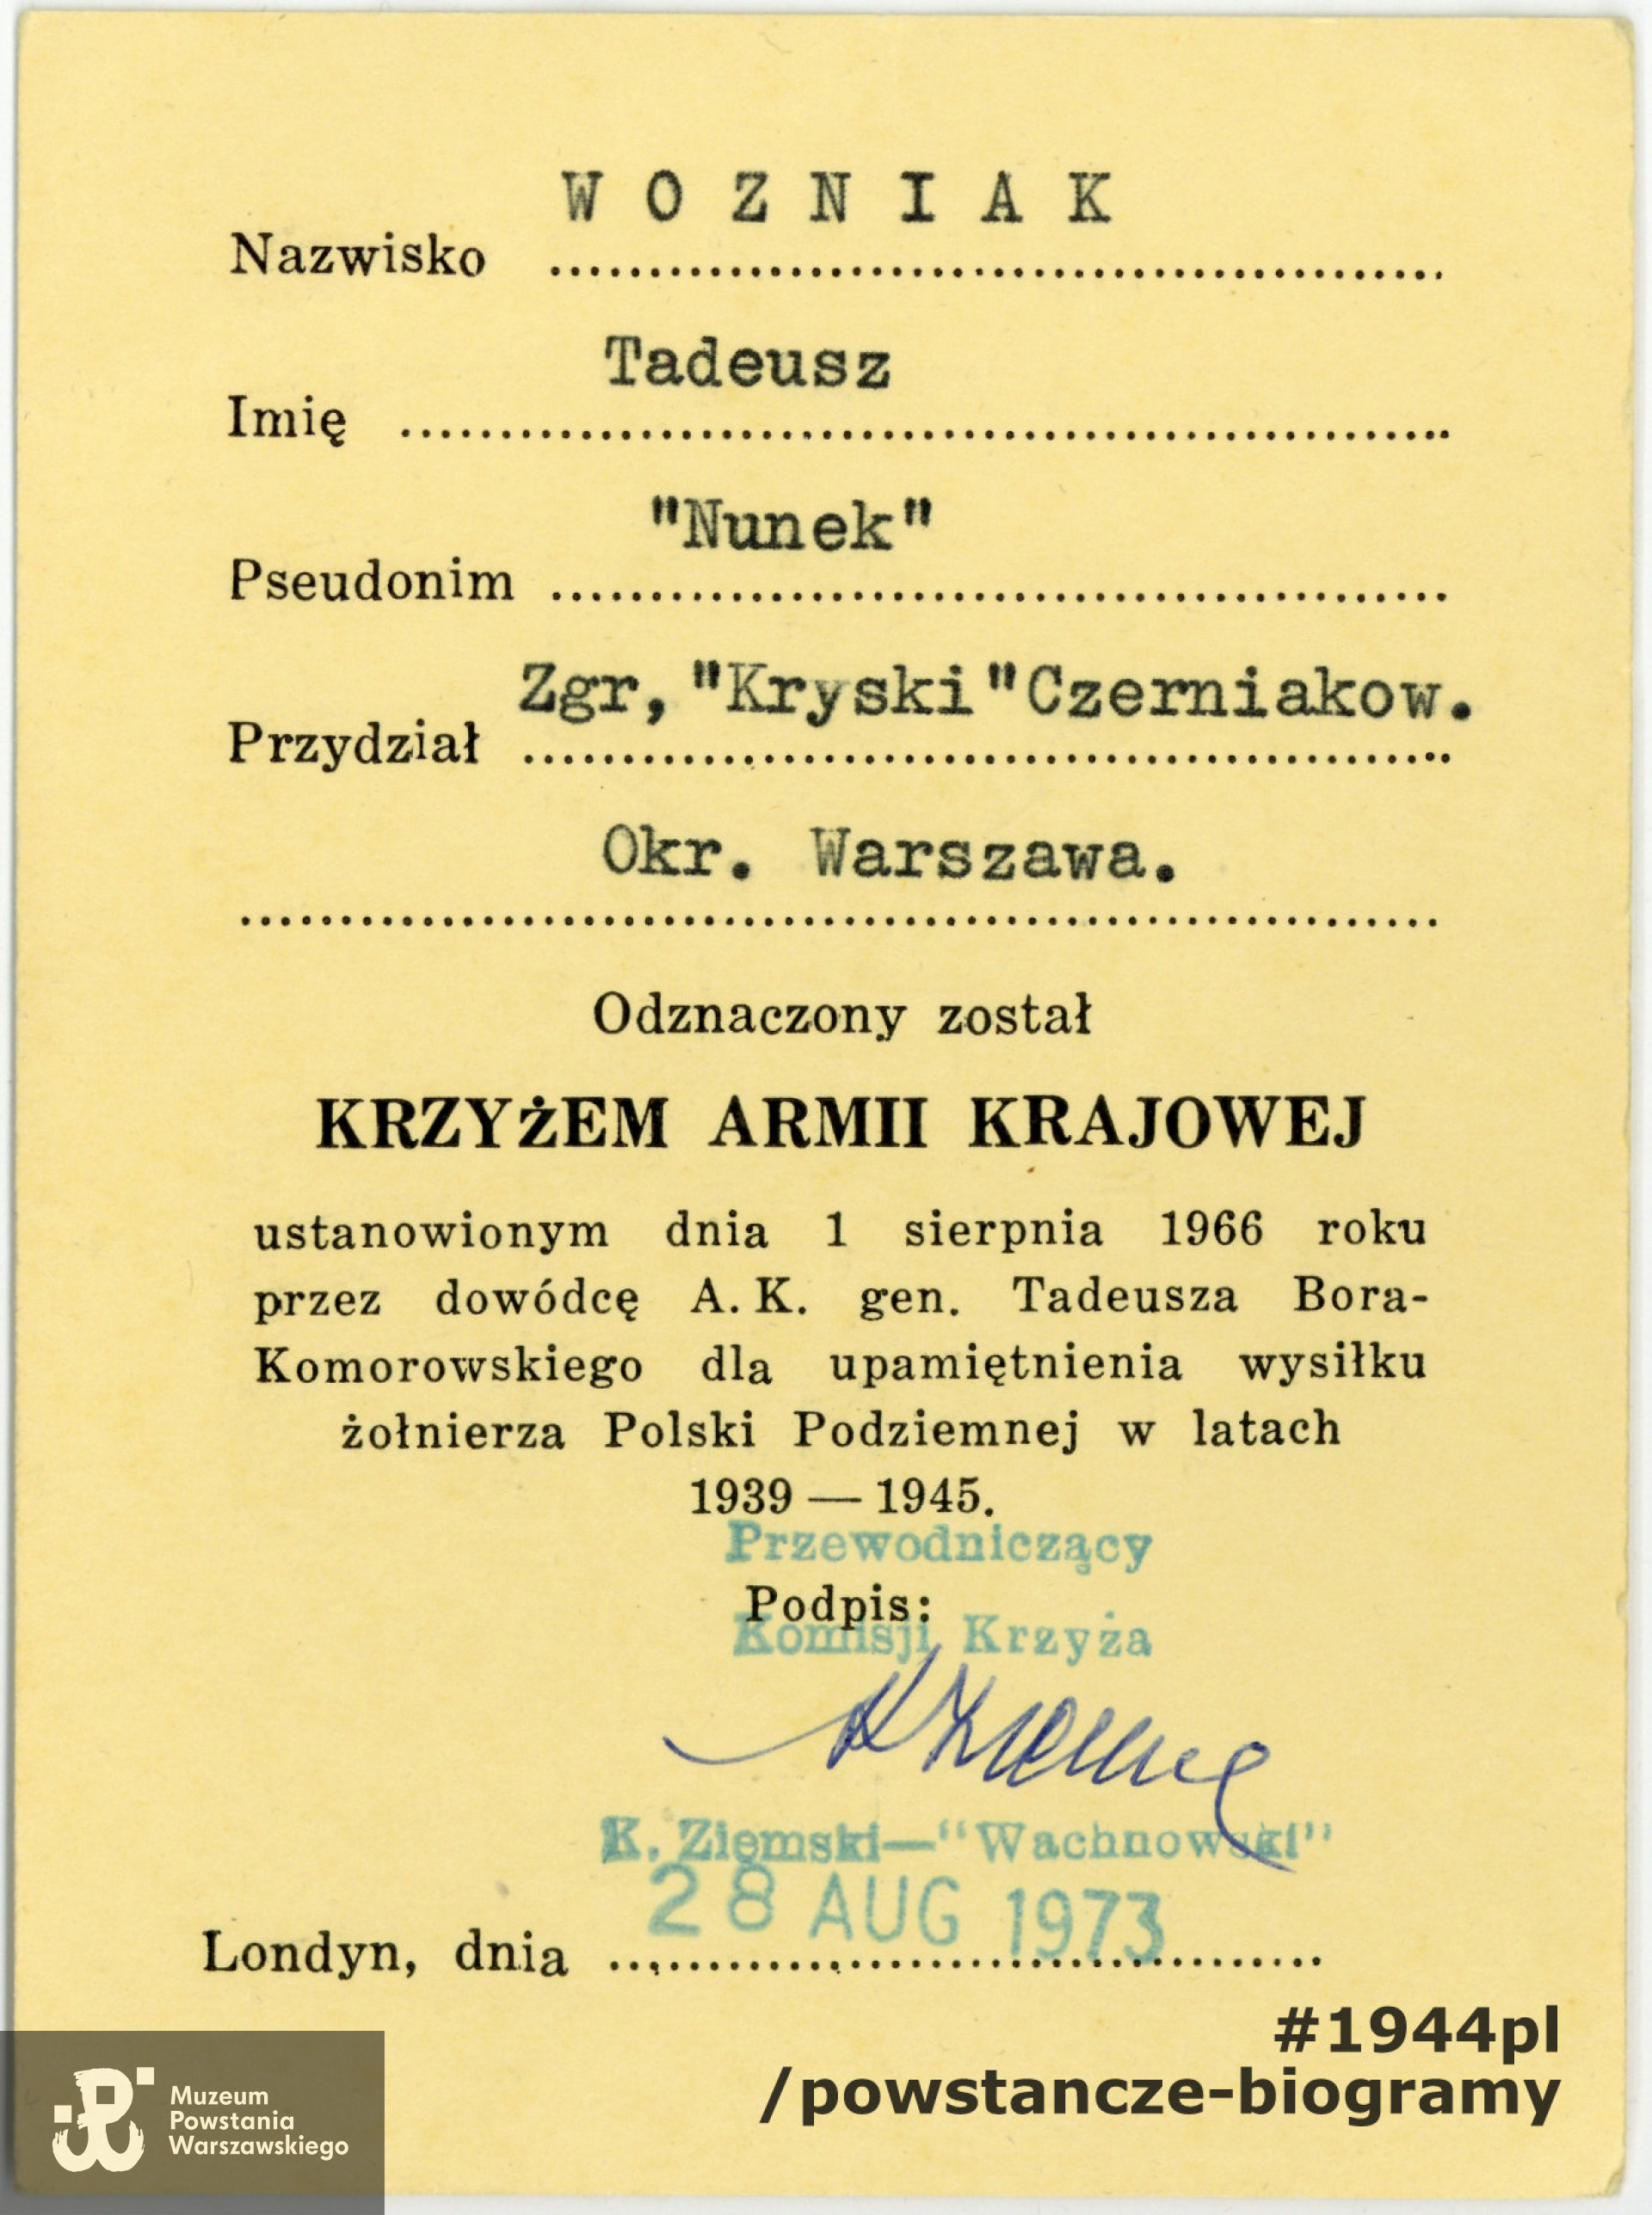 W O Z N I A K
Nazwisko
Tadeusz
Imię
"Nunek"
Pseudonim
Zgr, "Kryski" Czerniakow.
Przydział
Okr. Warszawa.
Odznaczony został
KRZYżEM ARMII KRAJOWEJ
ustanowionym dnia 1 sierpnia 1966 roku
przez dowódcę A. K. gen. Tadeusza Bora-
Komorowskiego dla upamiętnienia wysiłku
żołnierza Polski Podziemnej w latach
1939 — 1945.
Przewodniczący
Podpis:
Komisji Krzyża
K. Ziemski—"Wachnowski"
28 AUG 1973
Londyn, dnia
#1944pl
/powstancze-biogramy
Muzeum
Powstania
Warszawskiego